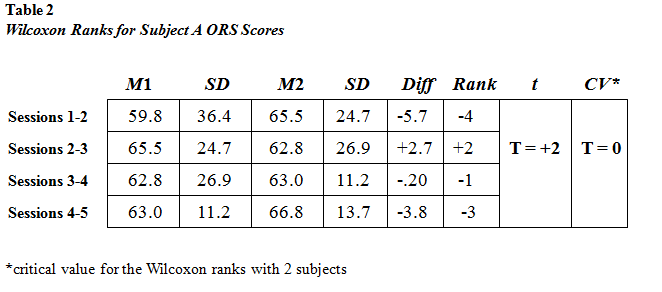 Table 2
Wilcoxon Ranks for Subject A ORS Scores
M1 SD M2 SD Diff Rank t CV*
Sessions 1-2 59.8 36.4 65.5 24.7 -5.7 -4
Sessions 2-3 65.5 24.7 62.8 26.9 +2.7 +2 T = +2 T = 0
Sessions 3-4 62.8 26.9 63.0 11.2 -.20 -1
Sessions 4-5 63.0 11.2 66.8 13.7 -3.8 -3
*critical value for the Wilcoxon ranks with 2 subjects